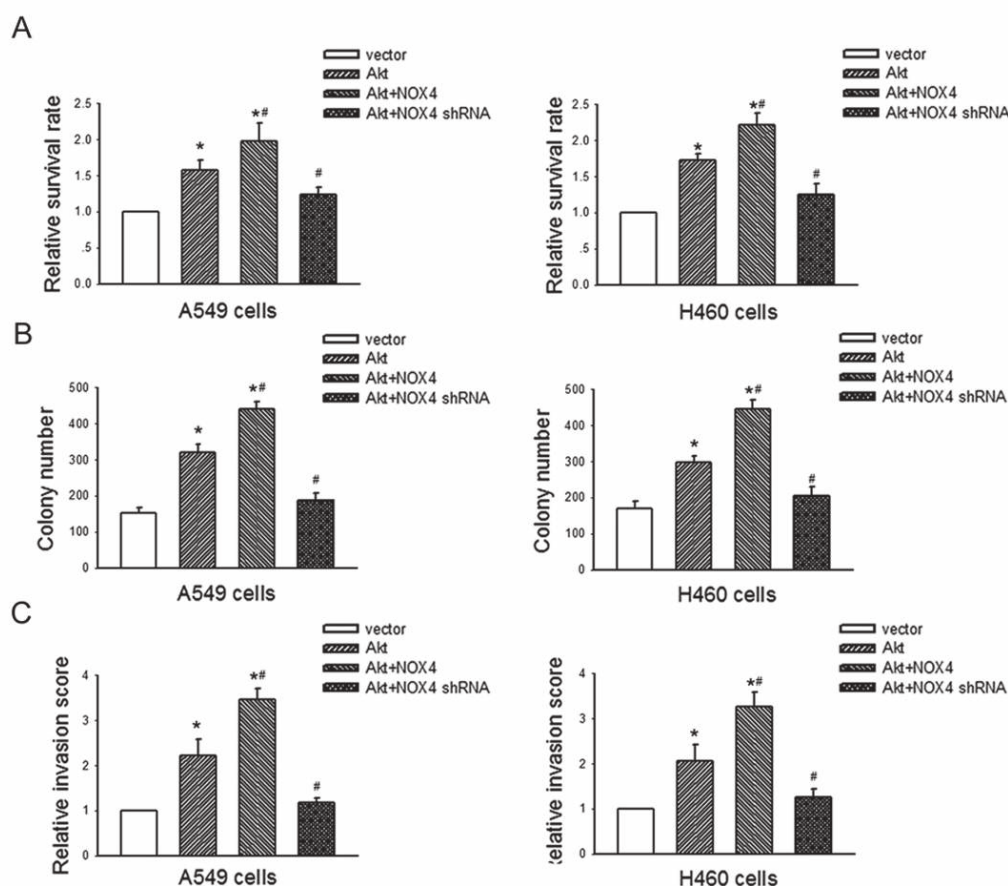 A
vector
Akt
Akt+NOX4
Akt+NOX4 shRNA
Relative survival rate
2.5
2.0
1.5
1.0
.5
0.0
*
*#
#
A549 cells
vector
Akt
Akt+NOX4
Akt+NOX4 shRNA
Relative survival rate
2.5
2.0
1.5
1.0
.5
0.0
*
*#
#
H460 cells
B
vector
Akt
Akt+NOX4
Akt+NOX4 shRNA
Colony number
500
400
300
200
100
0
*
*#
#
A549 cells
vector
Akt
Akt+NOX4
Akt+NOX4 shRNA
Colony number
500
400
300
200
100
0
*
*#
#
H460 cells
C
vector
Akt
Akt+NOX4
Akt+NOX4 shRNA
Relative invasion score
4
3
2
1
0
*
*#
#
A549 cells
vector
Akt
Akt+NOX4
Akt+NOX4 shRNA
Relative invasion score
4
3
2
1
0
*
*#
#
H460 cells